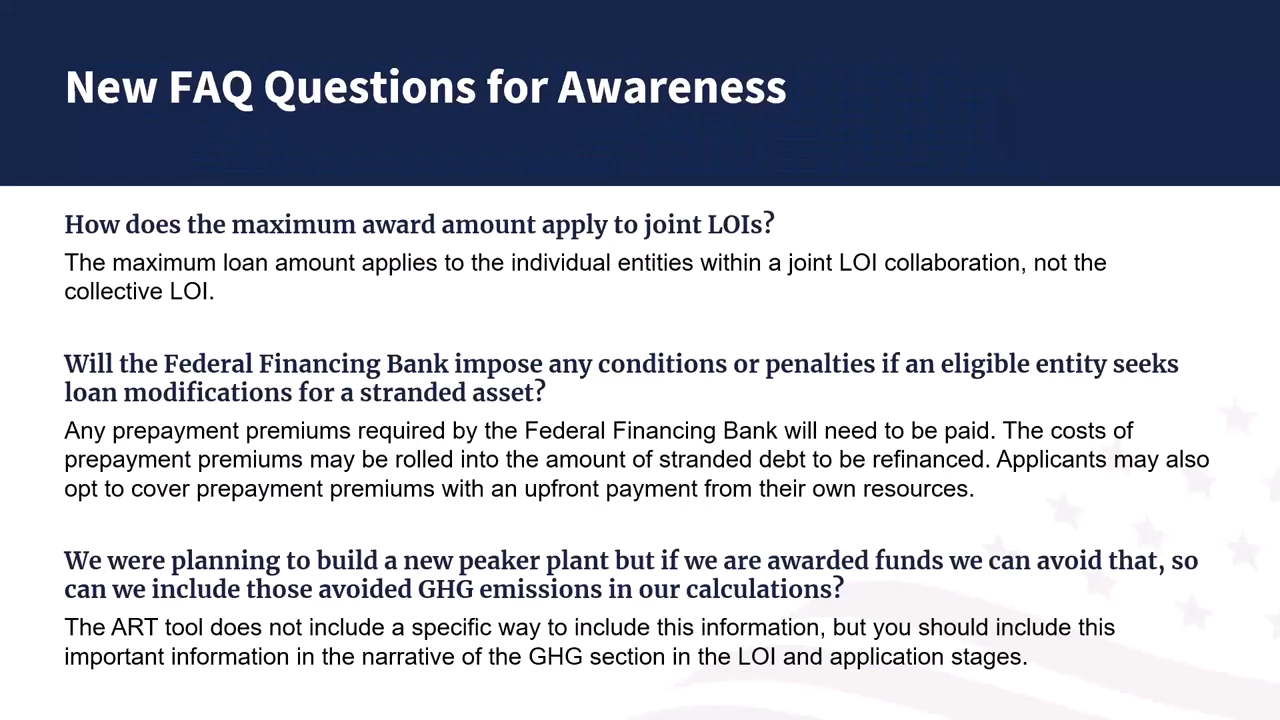 New FAQ Questions for Awareness
How does the maximum award amount apply to joint LOIs?
The maximum loan amount applies to the individual entities within a joint LOI collaboration, not the
collective LOI.
Will the Federal Financing Bank impose any conditions or penalties if an eligible entity seeks
loan modifications for a stranded asset?
Any prepayment premiums required by the Federal Financing Bank will need to be paid. The costs of
prepayment premiums may be rolled into the amount of stranded debt to be refinanced. Applicants may also
opt to cover prepayment premiums with an upfront payment from their own resources.
We were planning to build a new peaker plant but if we are awarded funds we can avoid that, so
can we include those avoided GHG emissions in our calculations?
The ART tool does not include a specific way to include this information, but you should include this
important information in the narrative of the GHG section in the LOI and application stages.